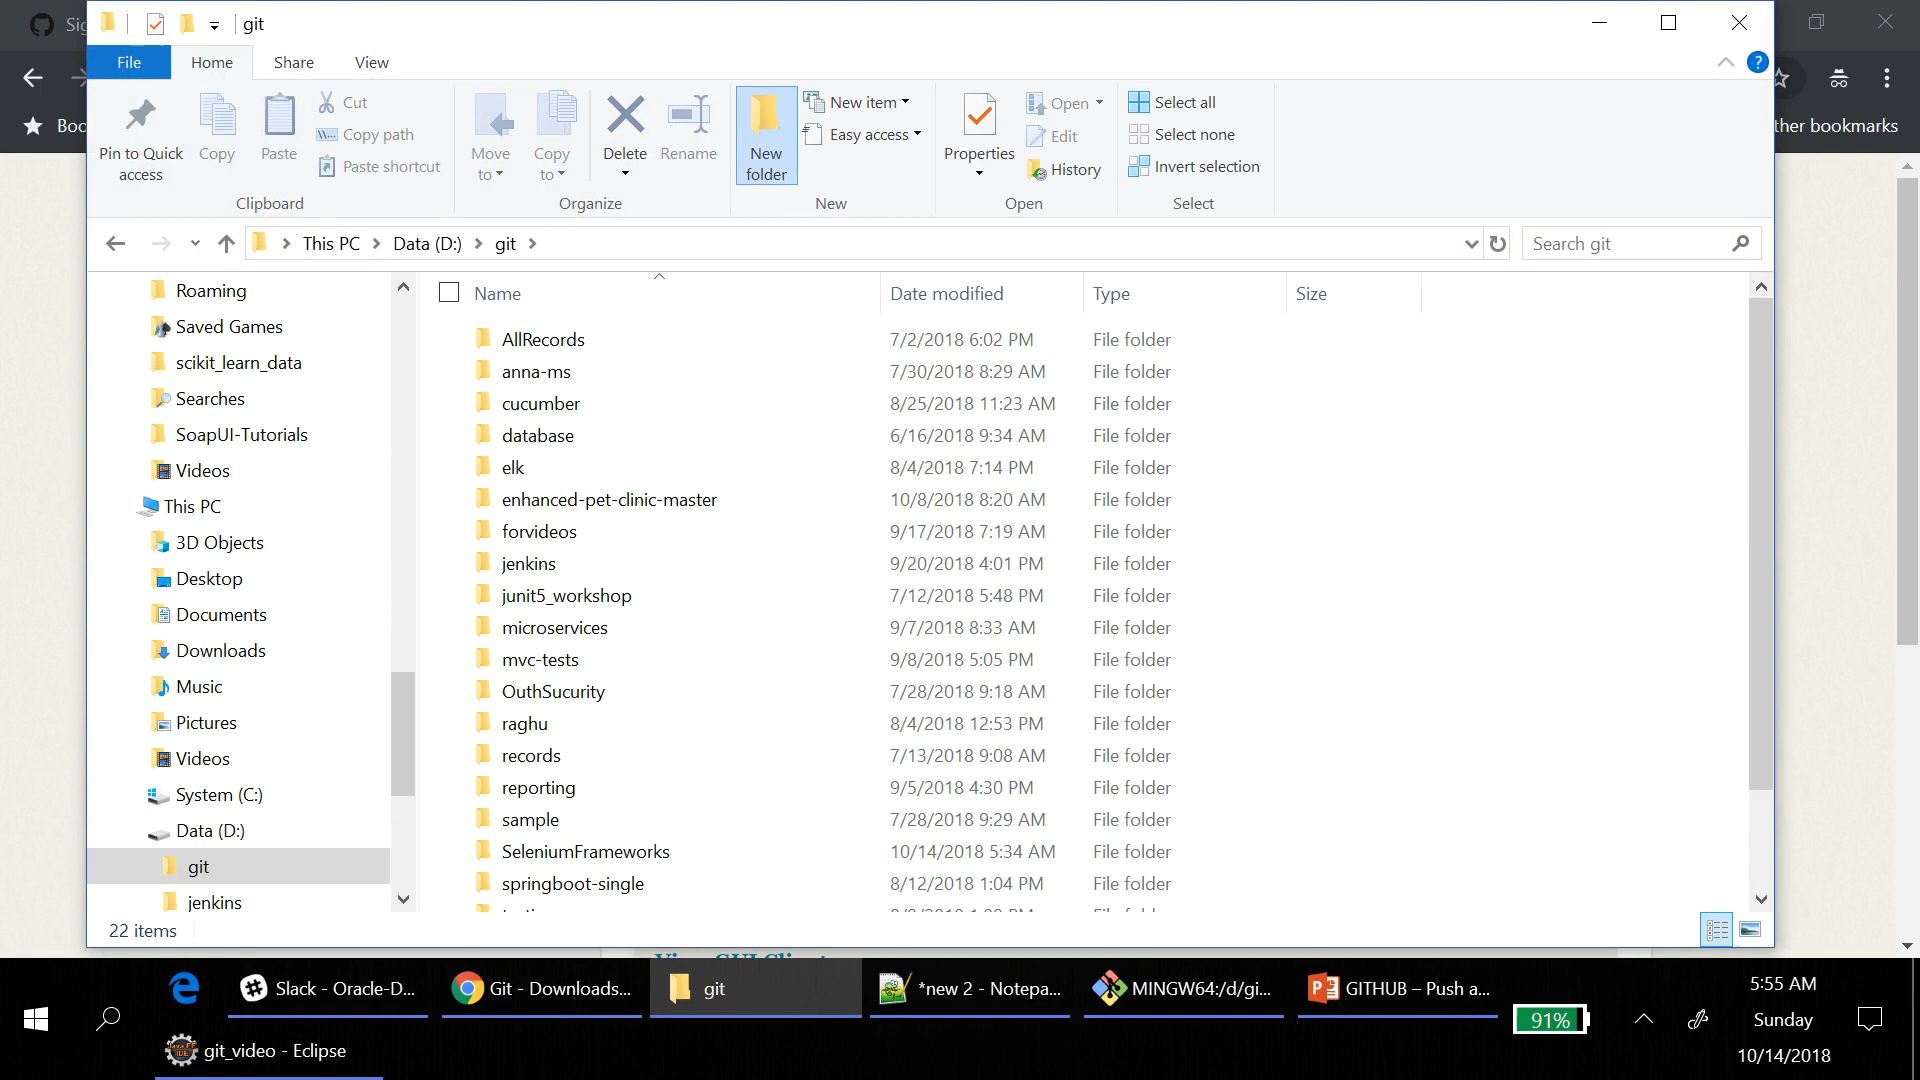 Sig
git
File
Home
Share
View
?
Boo
ther bookmarks
Pin to Quick access
Copy
Paste
Cut
Copy path
Paste shortcut
Clipboard
Move to
Copy to
Delete
Rename
Organize
New folder
New item
Easy access
New
Properties
Open
Edit
History
Open
Select all
Select none
Invert selection
Select
This PC
Data (D:)
git
Search git
Roaming
Saved Games
scikit_learn_data
Searches
SoapUI-Tutorials
Videos
This PC
3D Objects
Desktop
Documents
Downloads
Music
Pictures
Videos
System (C:)
Data (D:)
git
jenkins
Name Date modified Type Size
AllRecords 7/2/2018 6:02 PM File folder
anna-ms 7/30/2018 8:29 AM File folder
cucumber 8/25/2018 11:23 AM File folder
database 6/16/2018 9:34 AM File folder
elk 8/4/2018 7:14 PM File folder
enhanced-pet-clinic-master 10/8/2018 8:20 AM File folder
forvideos 9/17/2018 7:19 AM File folder
jenkins 9/20/2018 4:01 PM File folder
junit5_workshop 7/12/2018 5:48 PM File folder
microservices 9/7/2018 8:33 AM File folder
mvc-tests 9/8/2018 5:05 PM File folder
OuthSucurity 7/28/2018 9:18 AM File folder
raghu 8/4/2018 12:53 PM File folder
records 7/13/2018 9:08 AM File folder
reporting 9/5/2018 4:30 PM File folder
sample 7/28/2018 9:29 AM File folder
SeleniumFrameworks 10/14/2018 5:34 AM File folder
springboot-single 8/12/2018 1:04 PM File folder
22 items
Slack - Oracle-D...
Git - Downloads...
git
*new 2 - Notepa...
MINGW64:/d/gi...
GITHUB – Push a...
git_video - Eclipse
91%
5:55 AM
Sunday
10/14/2018